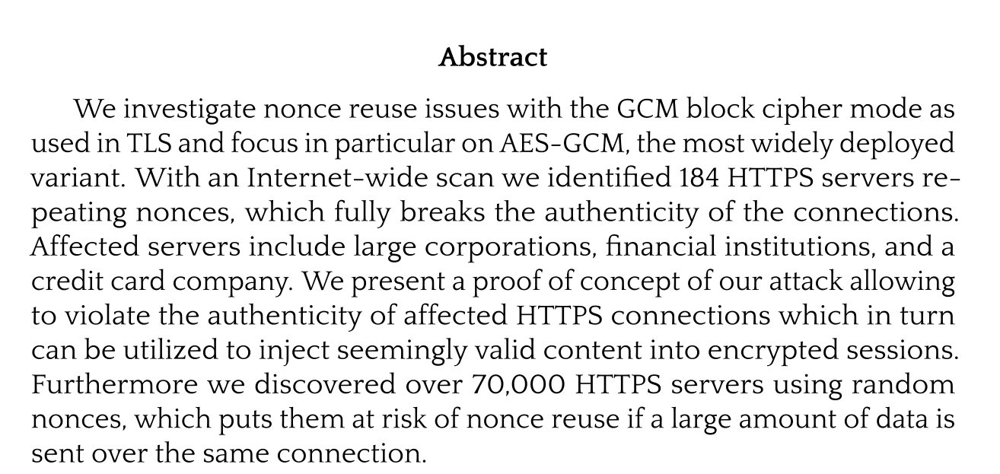 Abstract
We investigate nonce reuse issues with the GCM block cipher mode as
used in TLS and focus in particular on AES-GCM, the most widely deployed
variant. With an Internet-wide scan we identified 184 HTTPS servers re-
peating nonces, which fully breaks the authenticity of the connections.
Affected servers include large corporations, financial institutions, and a
credit card company. We present a proof of concept of our attack allowing
to violate the authenticity of affected HTTPS connections which in turn
can be utilized to inject seemingly valid content into encrypted sessions.
Furthermore we discovered over 70,000 HTTPS servers using random
nonces, which puts them at risk of nonce reuse if a large amount of data is
sent over the same connection.